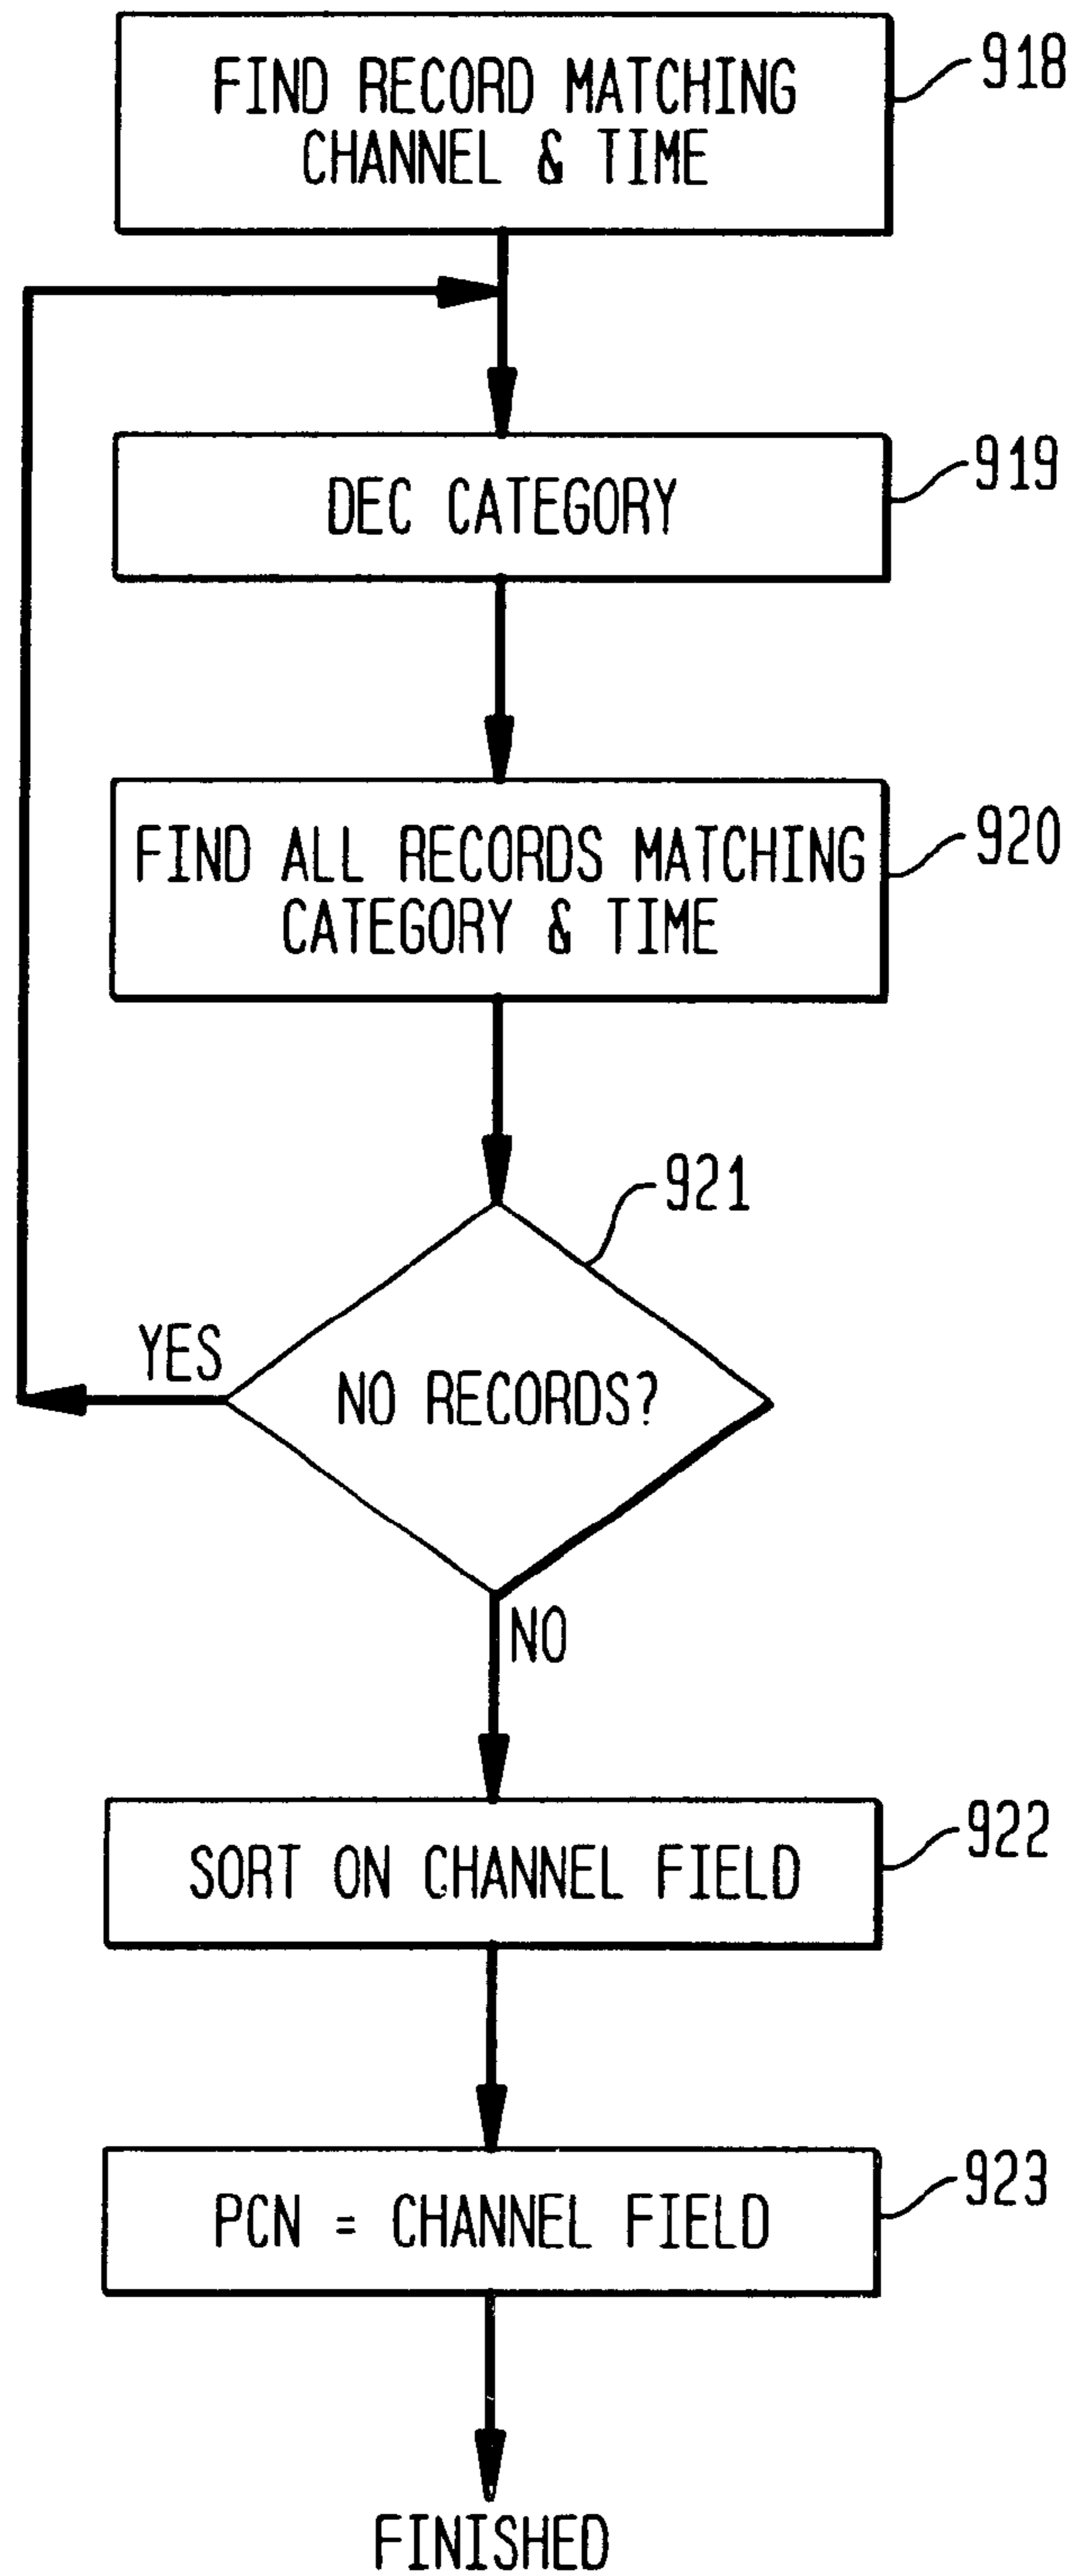 FIND RECORD MATCHING
CHANNEL & TIME
918
DEC CATEGORY
919
FIND ALL RECORDS MATCHING
CATEGORY & TIME
920
921
YES
NO RECORDS?
NO
SORT ON CHANNEL FIELD
922
PCN = CHANNEL FIELD
923
FINISHED